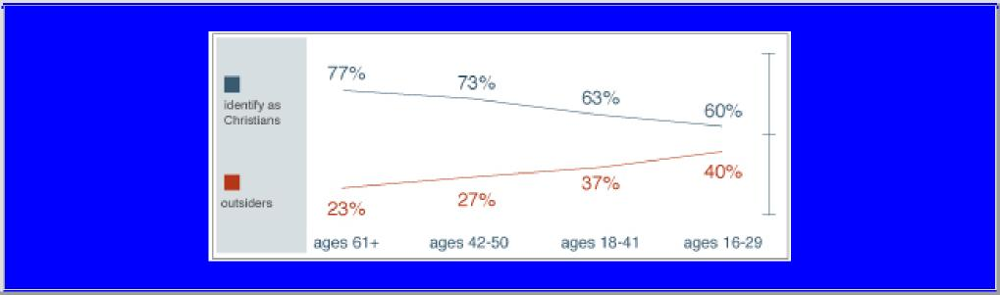 77%
73%
63%
60%
identify as
Christians
outsiders
23%
27%
37%
40%
ages 61+
ages 42-50
ages 18-41
ages 16-29